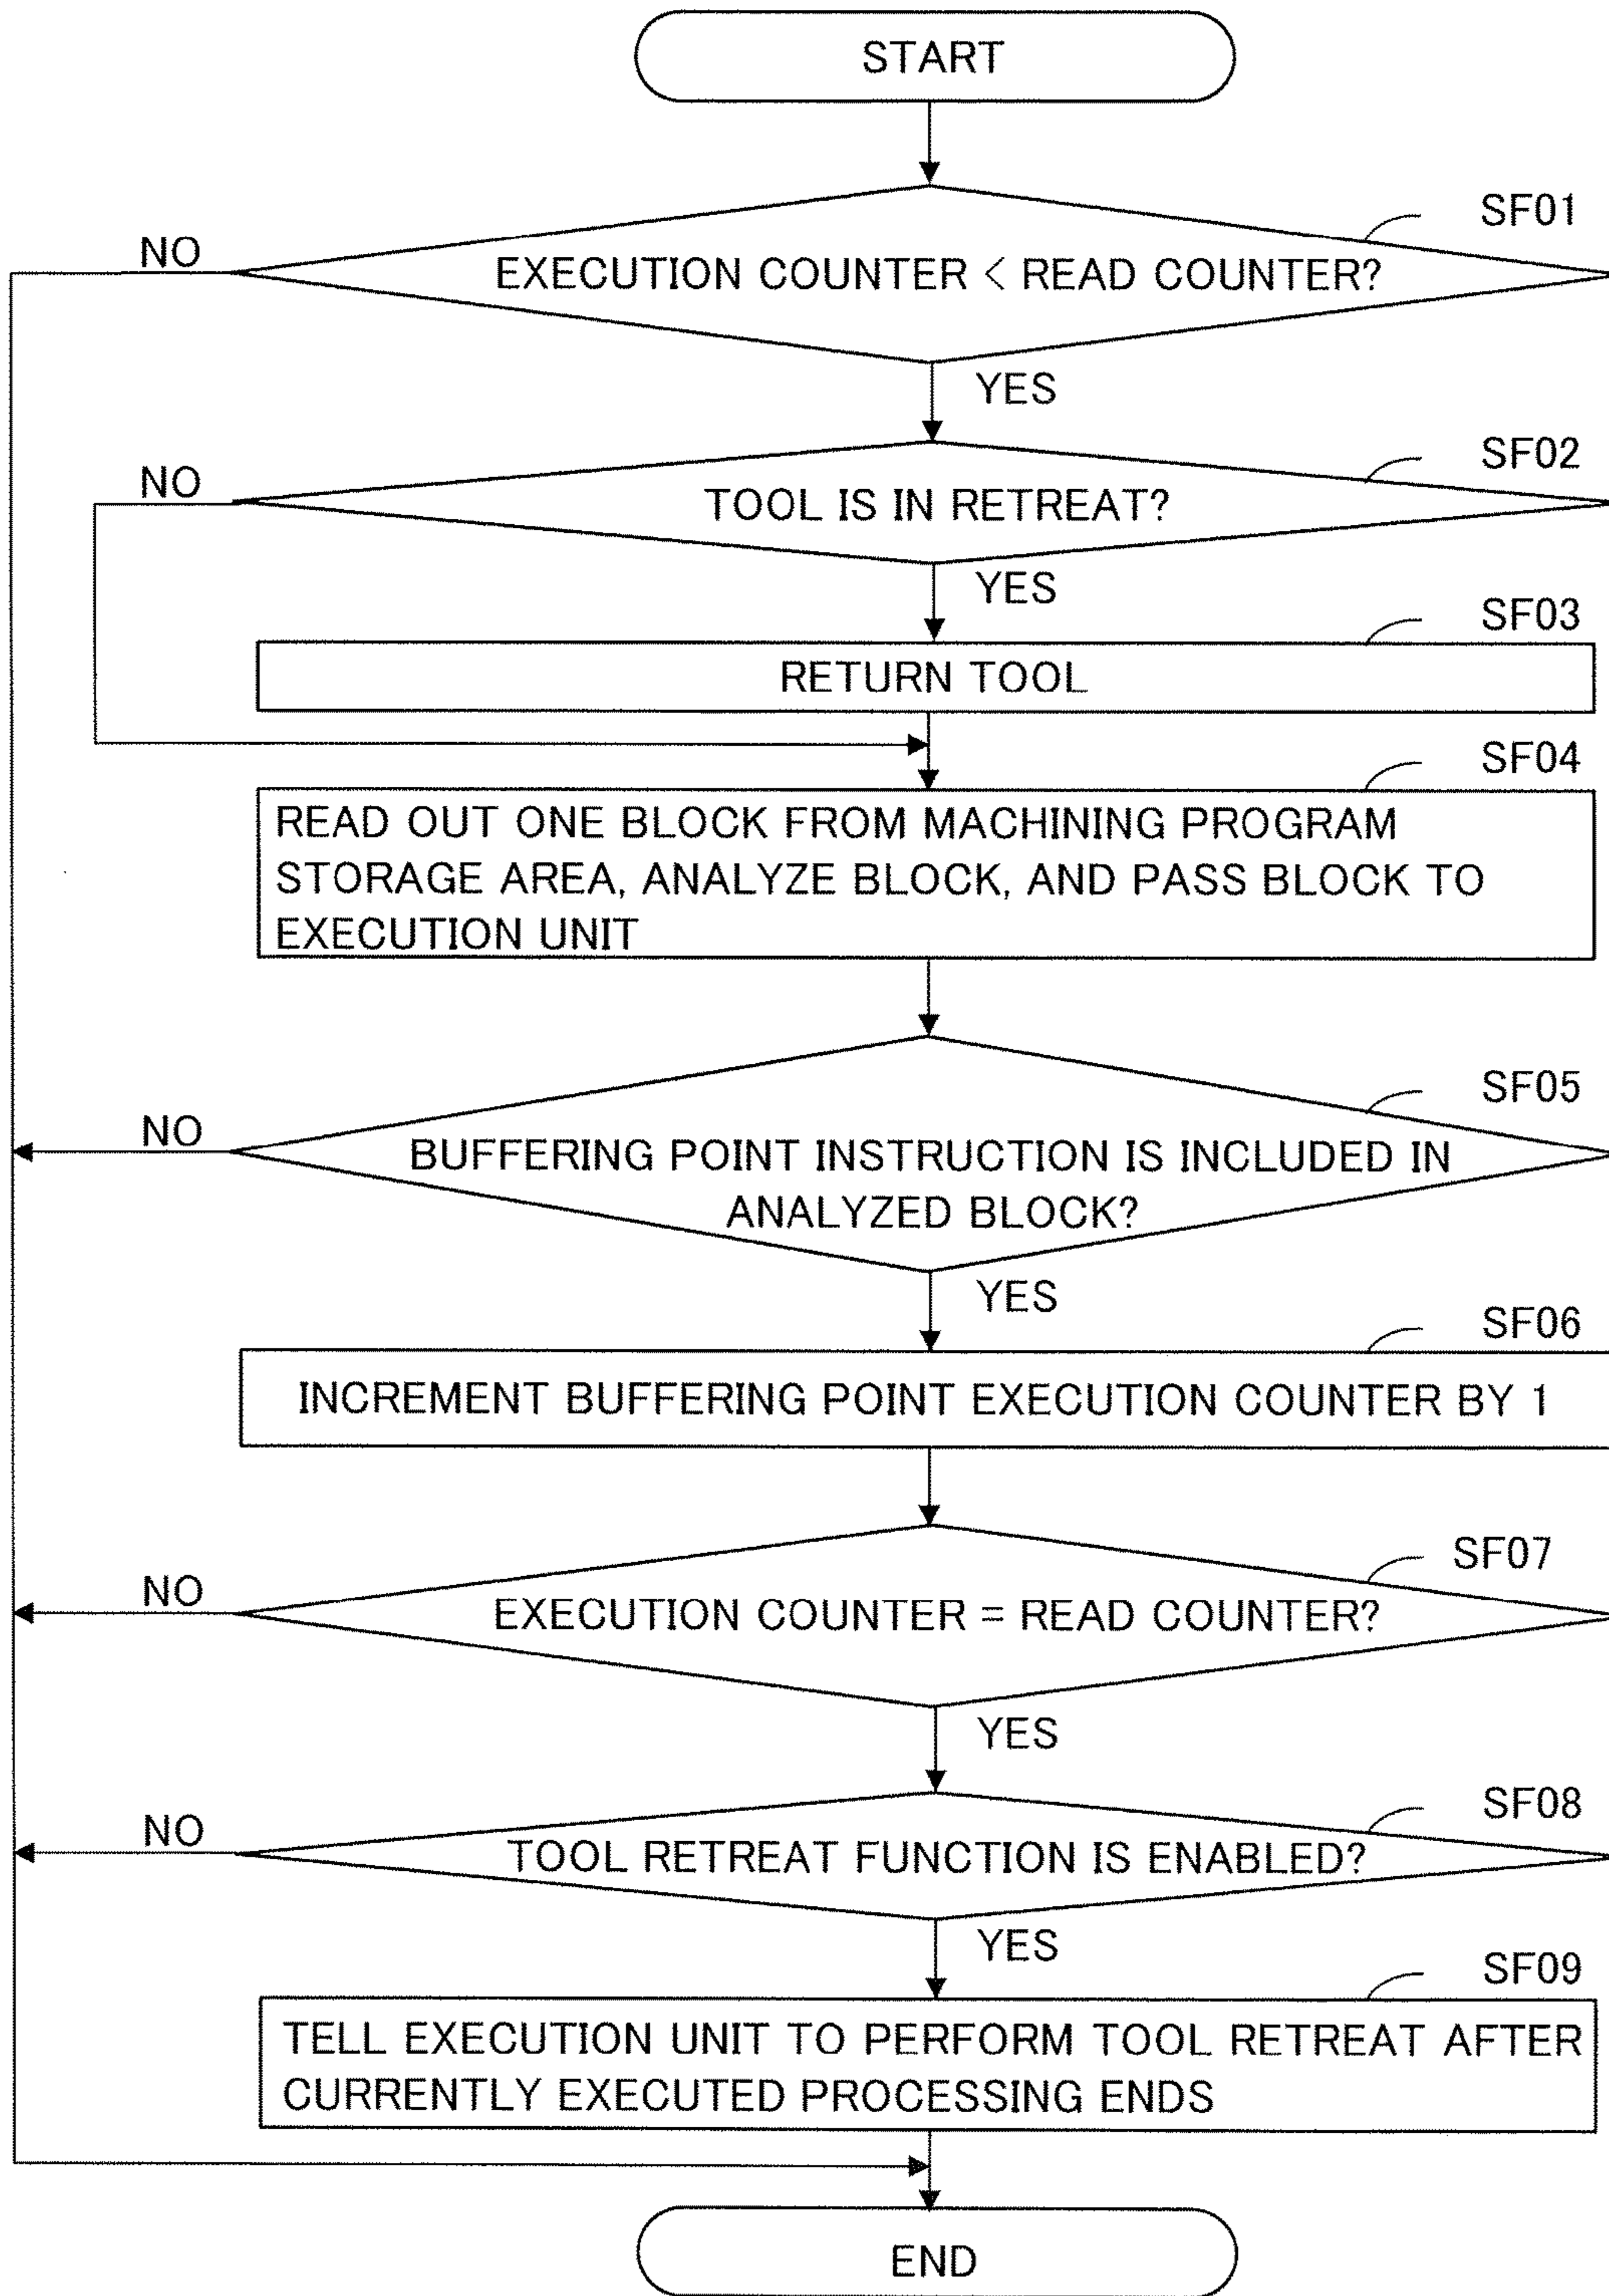 START
SF01
NO
EXECUTION COUNTER < READ COUNTER?
YES
SF02
NO
TOOL IS IN RETREAT?
YES
SF03
RETURN TOOL
SF04
READ OUT ONE BLOCK FROM MACHINING PROGRAM
STORAGE AREA, ANALYZE BLOCK, AND PASS BLOCK TO
EXECUTION UNIT
SF05
NO
BUFFERING POINT INSTRUCTION IS INCLUDED IN
ANALYZED BLOCK?
YES
SF06
INCREMENT BUFFERING POINT EXECUTION COUNTER BY 1
SF07
NO
EXECUTION COUNTER = READ COUNTER?
YES
SF08
NO
TOOL RETREAT FUNCTION IS ENABLED?
YES
SF09
TELL EXECUTION UNIT TO PERFORM TOOL RETREAT AFTER
CURRENTLY EXECUTED PROCESSING ENDS
END